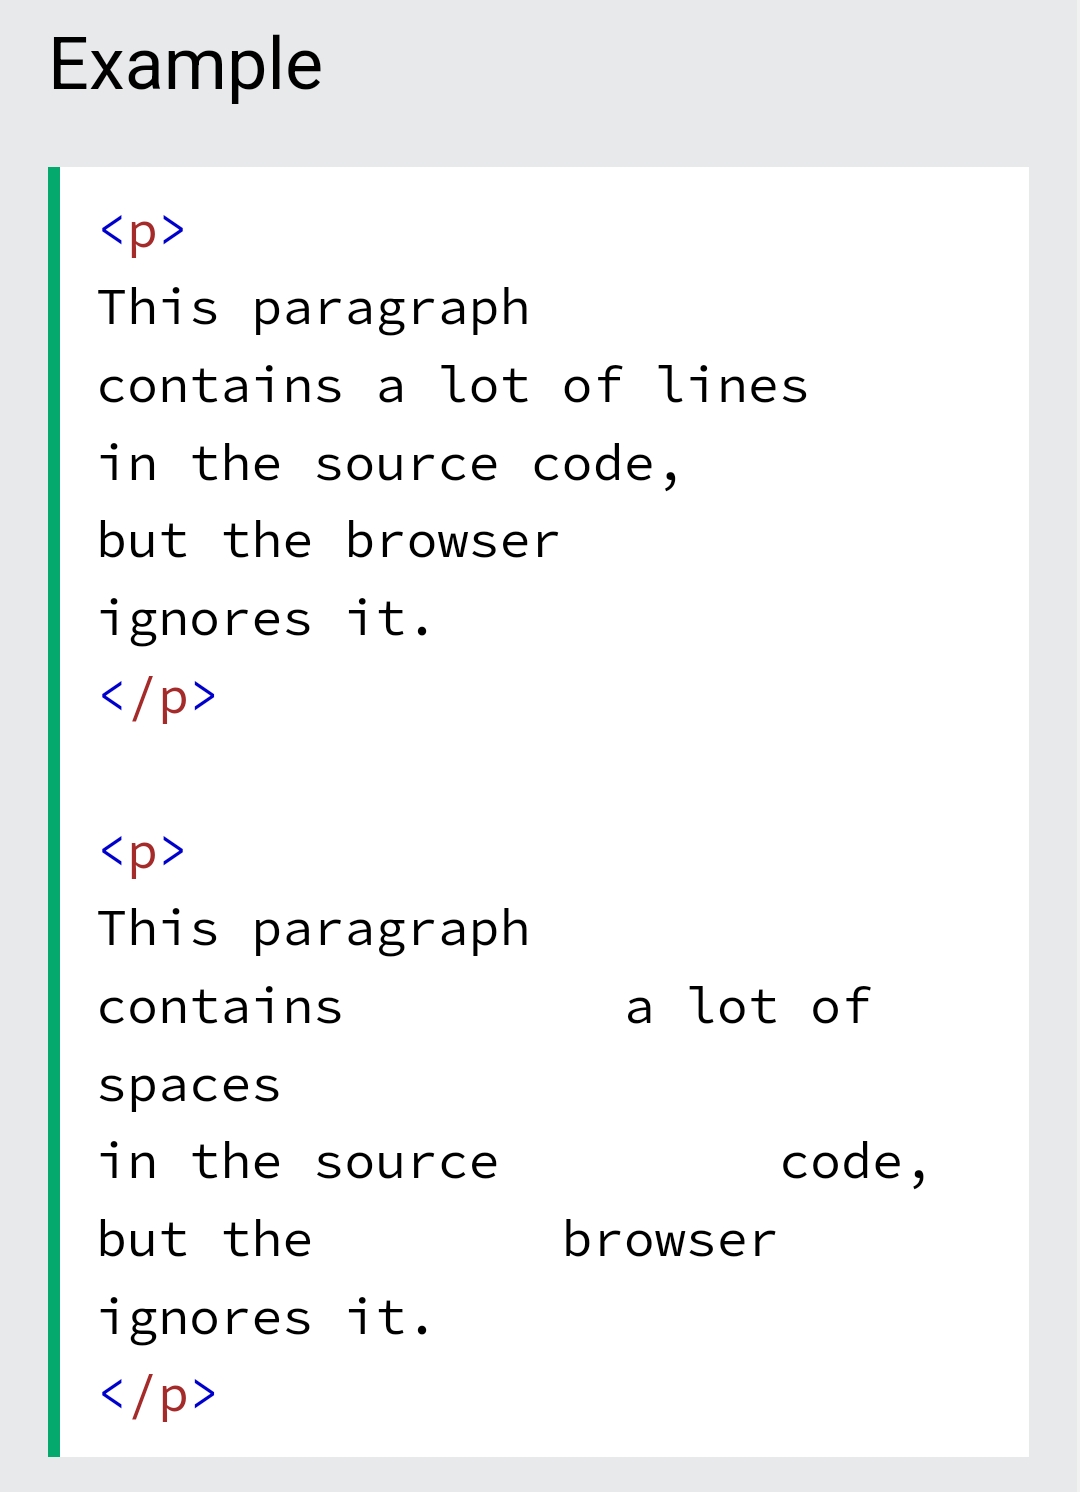 Example
<p>
This paragraph
contains a lot of lines
in the source code,
but the browser
ignores it.
</p>
<p>
This paragraph
contains         a lot of
spaces
in the source         code,
but the        browser
ignores it.
</p>